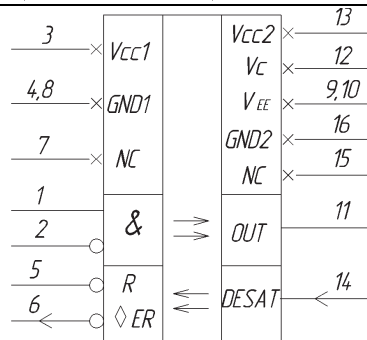 3 Vcc1 Vcc2 13
Vc 12
4,8 GND1 VEE 9,10
GND2 16
7 NC NC 15
1 & OUT 11
2
5 R DESAT 14
6 ◇ ER